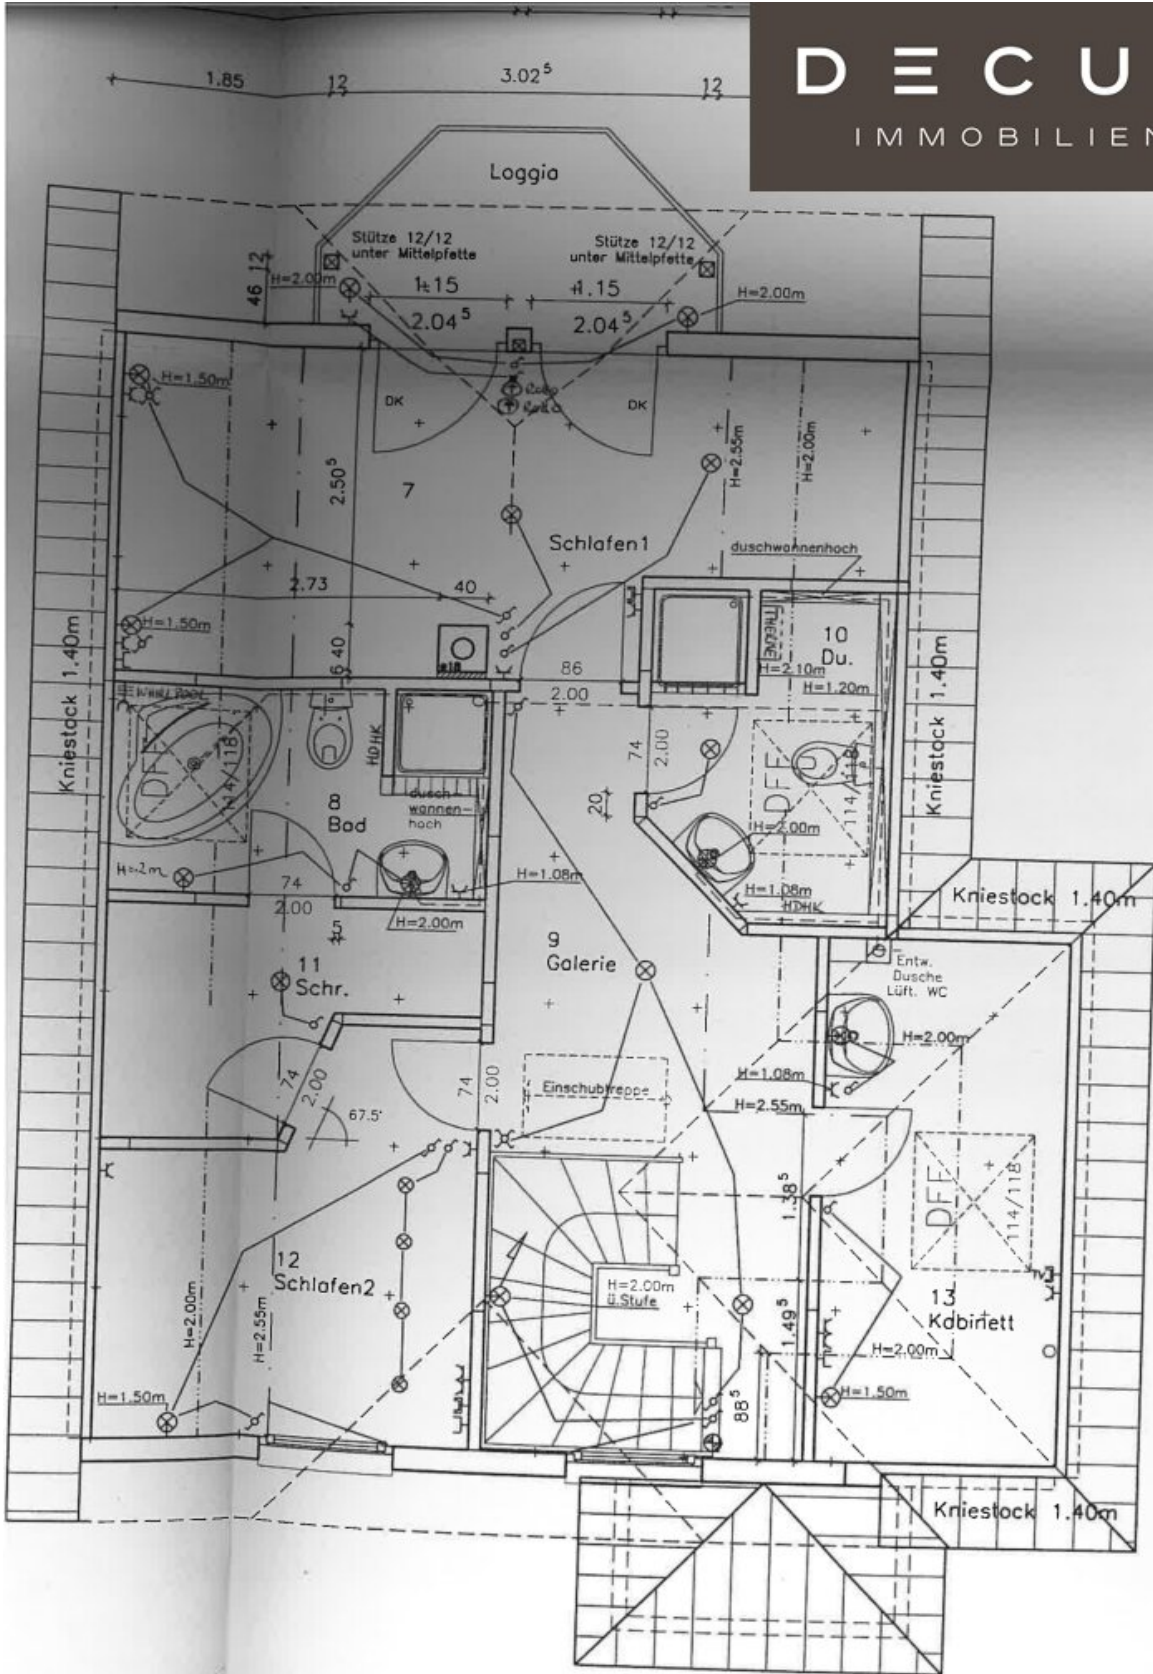 DECU
IMMOBILIEN
1.85
12
3.02⁵
12
Loggia
Stütze 12/12
unter Mittelpfette
Stütze 12/12
unter Mittelpfette
46 12
H=2.00m
1.15
2.04⁵
1.15
2.04⁵
H=2.00m
H=1.50m
DK
DK
Rollo
H=2.55m
H=2.00m
2.50⁵
7
Schlafen1
duschwannenhoch
2.73
40
H=1.50m
6.40
86
2.00
10
Du.
H=2.10m
H=1.20m
Kniestock 1.40m
Kniestock 1.40m
WHIRLPOOL
DFF
114/118
HDHK
dusch-
wannen-
hoch
8
Bad
74
2.00
20
DFF
114/118
H=2.00m
H=2m
H=1.08m
H=1.08m
HDHK
74
2.00
5
H=2.00m
Kniestock 1.40m
9
Galerie
11
Schr.
Entw.
Dusche
Lüft. WC
H=2.00m
H=1.08m
74
2.00
74
2.00
67.5°
Einschubtreppe
H=2.55m
DFF
114/118
1.38⁵
12
Schlafen2
H=2.00m
ü.Stufe
TV
13
Kabinett
H=2.00m
H=2.55m
1.49⁵
H=2.00m
H=1.50m
H=1.50m
88⁵
Kniestock 1.40m